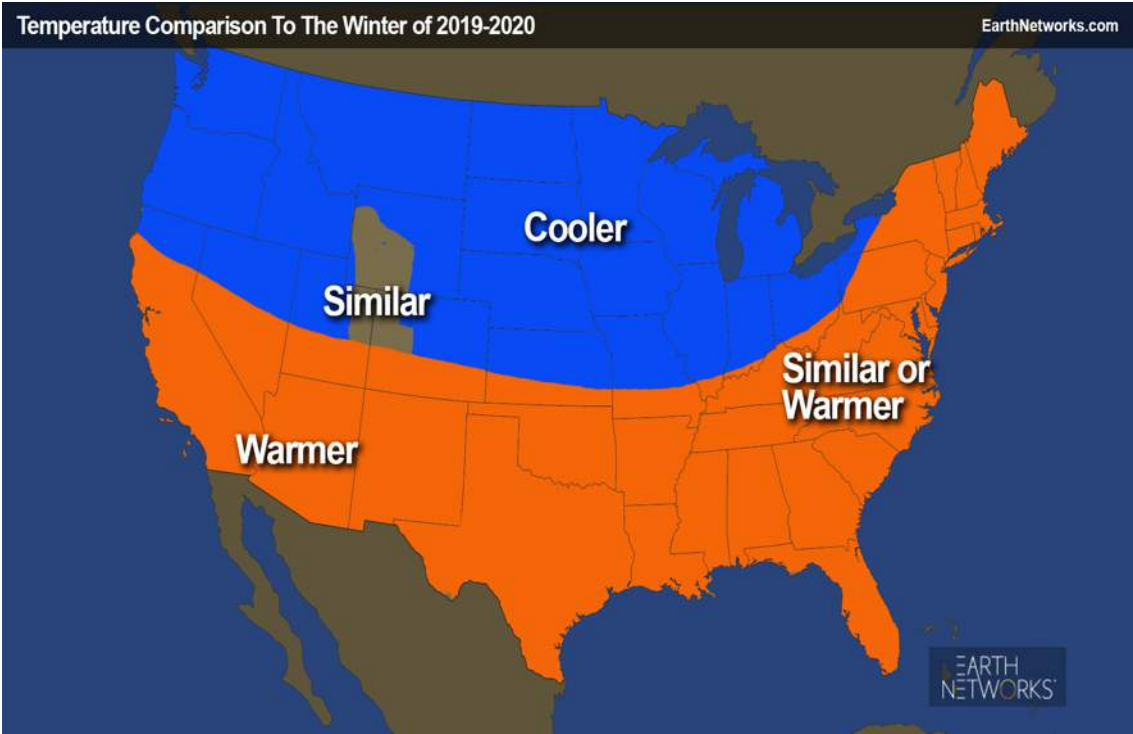 Temperature Comparison To The Winter of 2019-2020
EarthNetworks.com
Cooler
Similar
Similar or
Warmer
Warmer
EARTH
NETWORKS